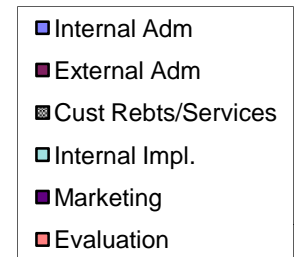 Internal Adm
External Adm
Cust Rebts/Services
Internal Impl.
Marketing
Evaluation